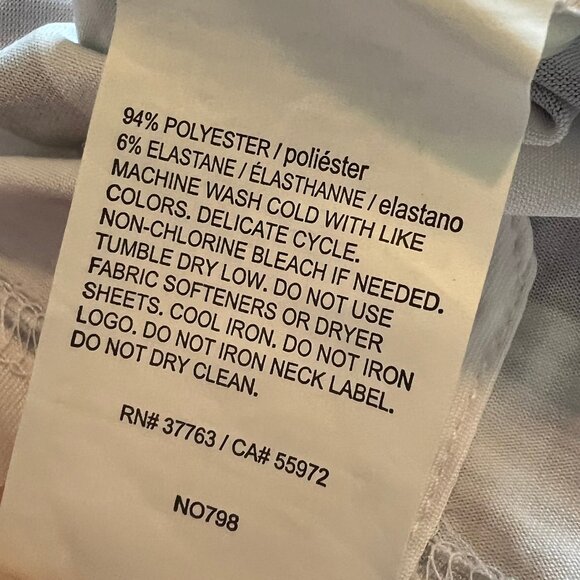 94% POLYESTER / poliéster
6% ELASTANE / ÉLASTHANNE / elastano
MACHINE WASH COLD WITH LIKE
COLORS. DELICATE CYCLE.
NON-CHLORINE BLEACH IF NEEDED.
TUMBLE DRY LOW. DO NOT USE
FABRIC SOFTENERS OR DRYER
SHEETS. COOL IRON. DO NOT IRON
LOGO. DO NOT IRON NECK LABEL.
DO NOT DRY CLEAN.
RN# 37763 / CA# 55972
NO798